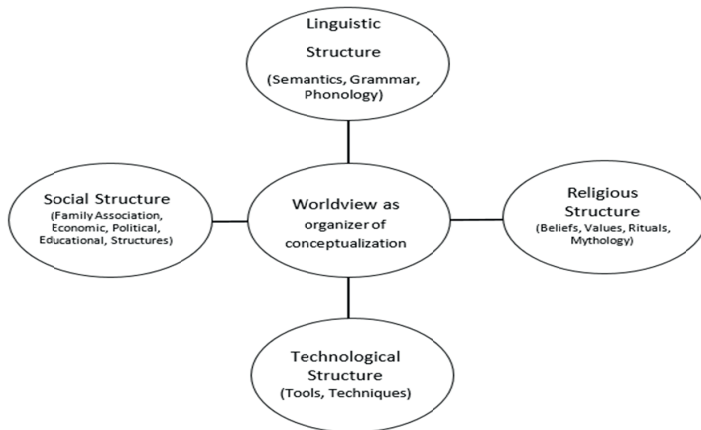 Linguistic
Structure
(Semantics, Grammar,
Phonology)
Social Structure
(Family Association,
Economic, Political,
Educational, Structures)
Worldview as
organizer of
conceptualization
Religious
Structure
(Beliefs, Values, Rituals,
Mythology)
Technological
Structure
(Tools, Techniques)